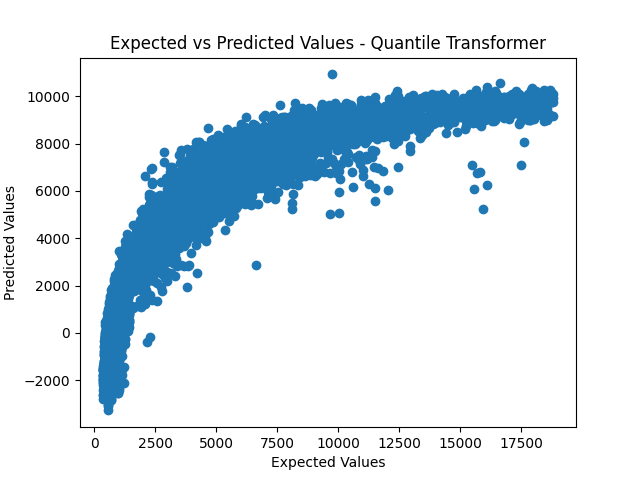 Expected vs Predicted Values - Quantile Transformer
10000
8000
6000
4000
2000
0
−2000
Predicted Values
0 2500 5000 7500 10000 12500 15000 17500
Expected Values